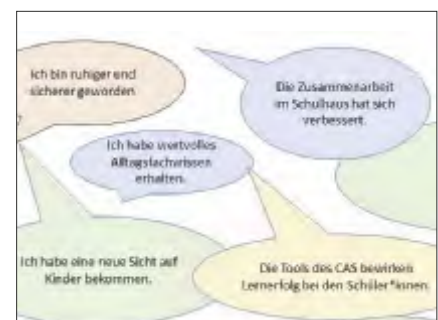 Ich bin ruhiger und
sicherer geworden
Die Zusammenarbeit
im Schulhaus hat sich
verbessert.
Ich habe wertvolles
Alltagsfachwissen
erhalten.
Ich habe eine neue Sicht auf
Kinder bekommen.
Die Tools des CAS bewirken
Lernerfolg bei den Schüler*innen.